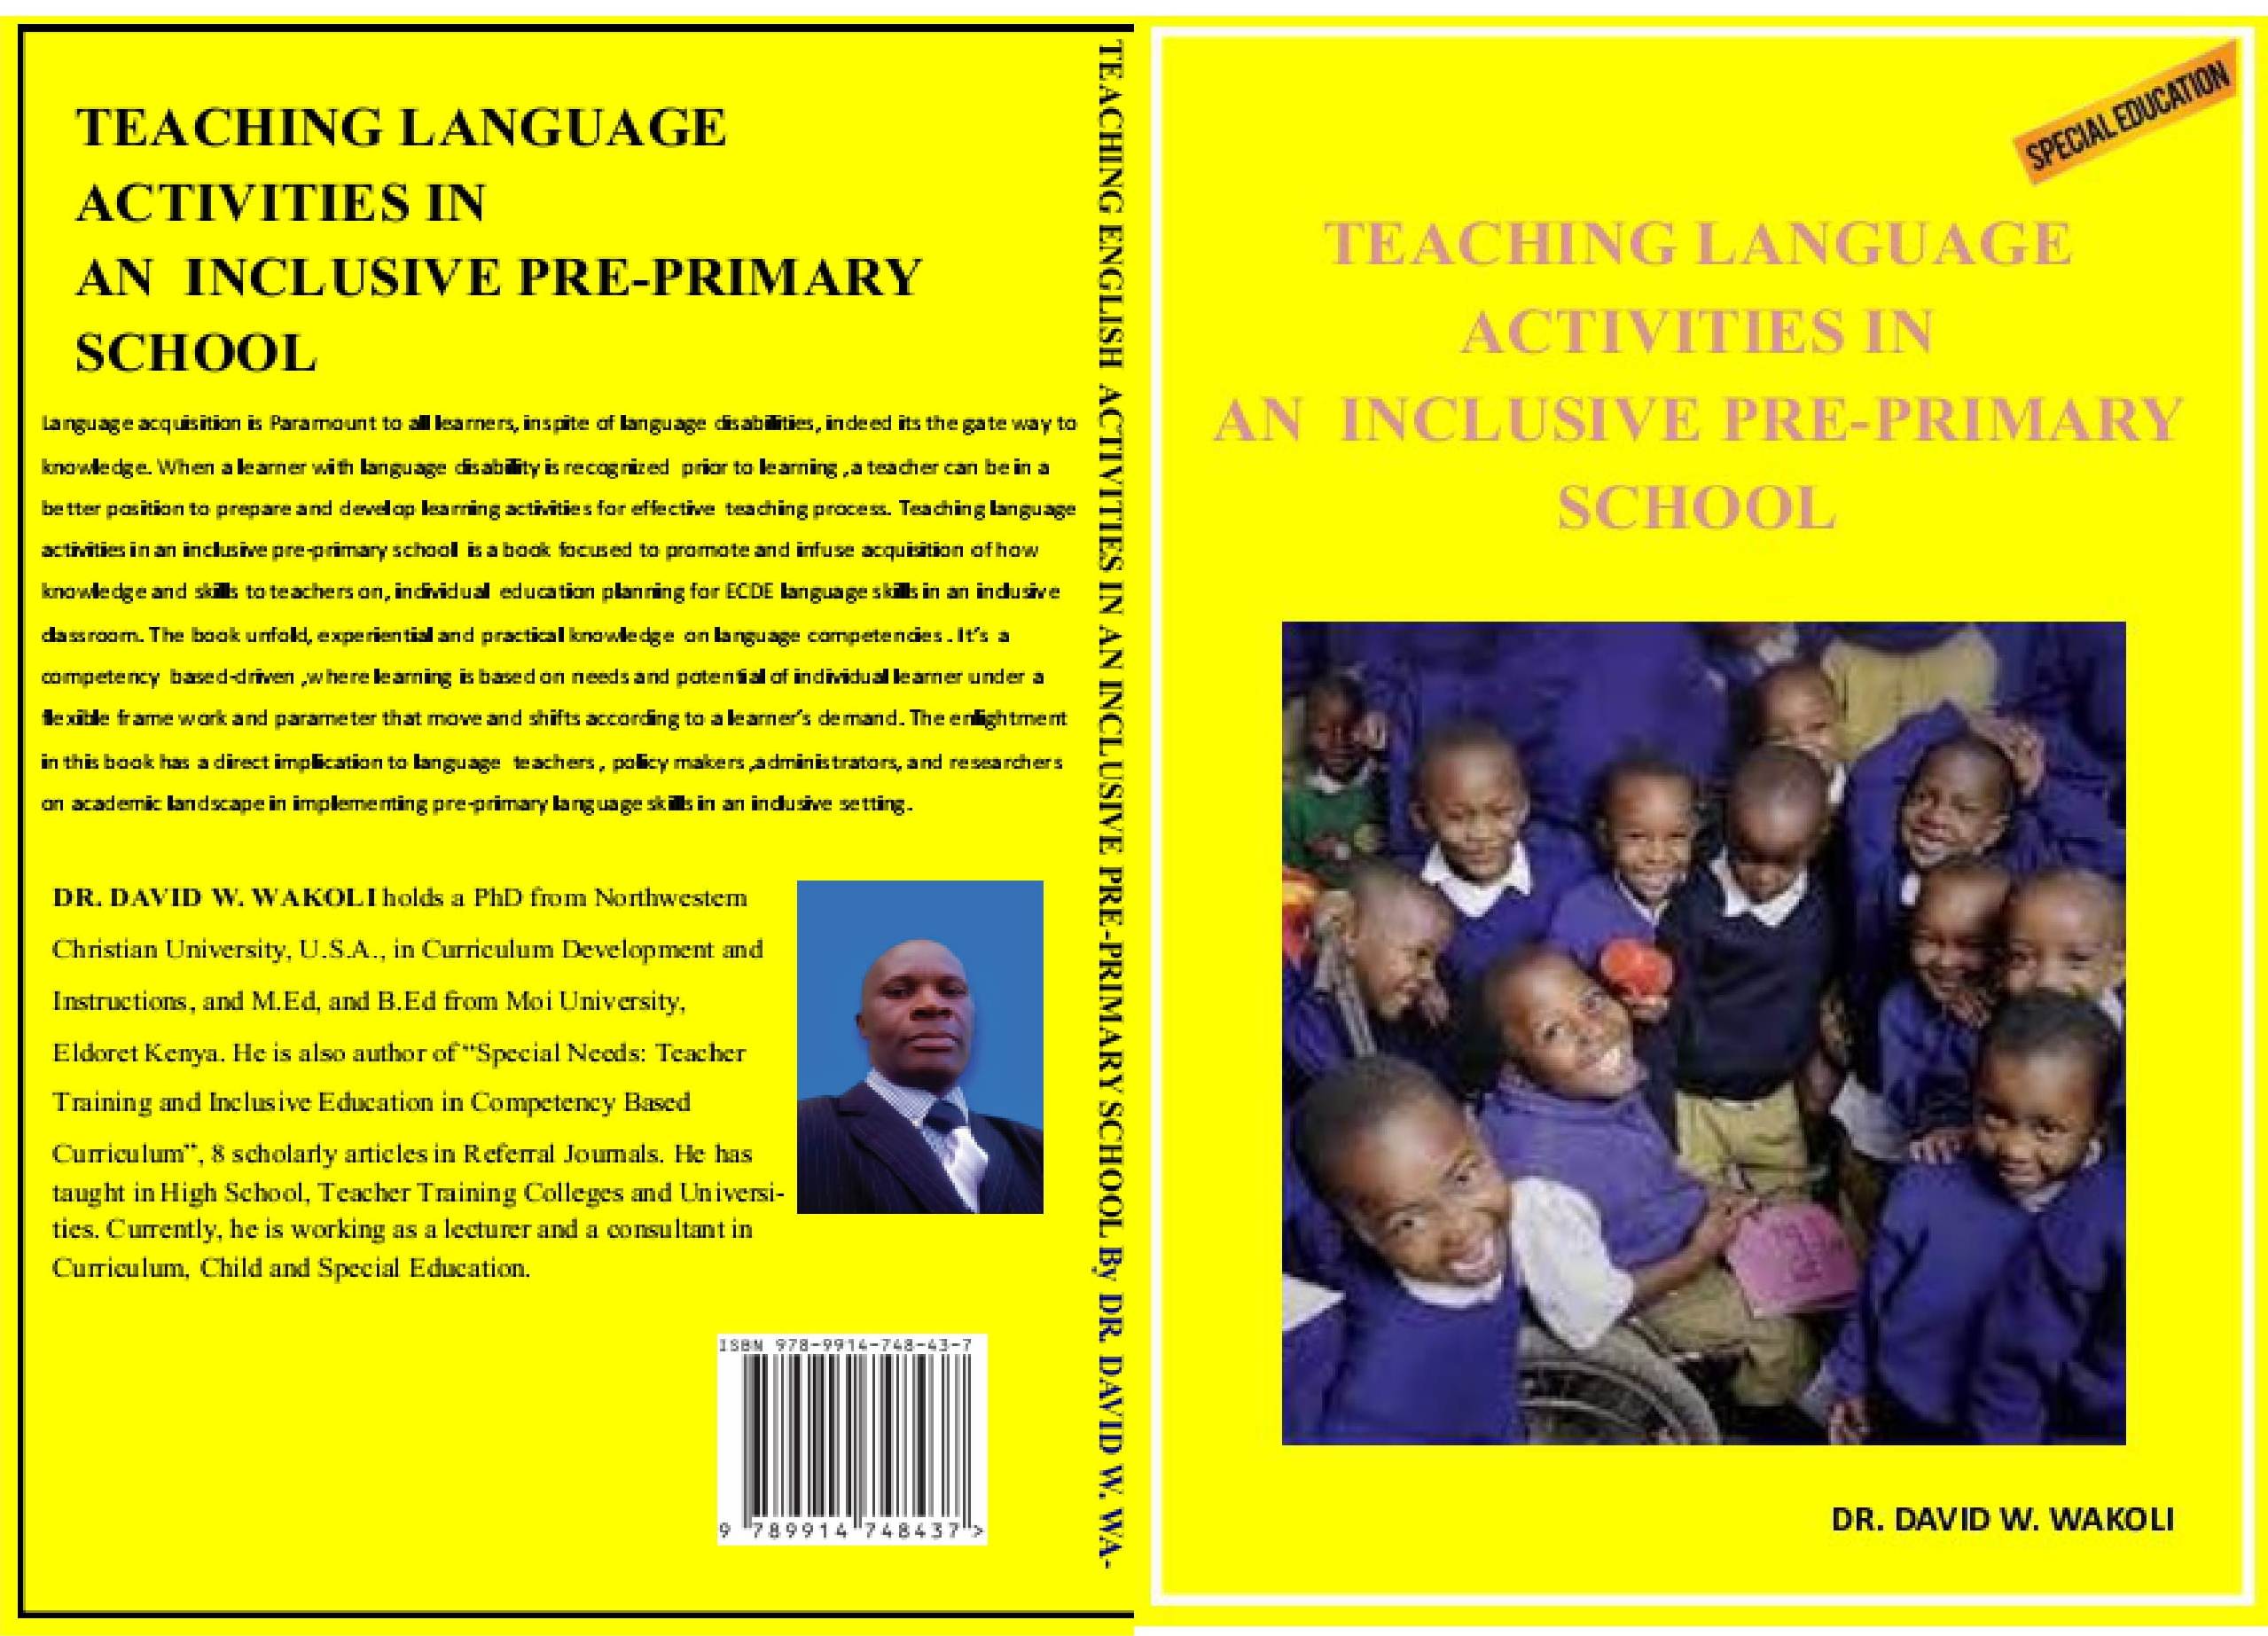 TEACHING LANGUAGE
ACTIVITIES IN
AN INCLUSIVE PRE-PRIMARY
SCHOOL
Language acquisition is Paramount to all learners, inspite of language disabilities, indeed its the gate way to
knowledge. When a learner with language disability is recognized prior to learning ,a teacher can be in a
better position to prepare and develop learning activities for effective teaching process. Teaching language
activities in an inclusive pre-primary school is a book focused to promote and infuse acquisition of how
knowledge and skills to teachers on, individual education planning for ECDE language skills in an inclusive
classroom. The book unfold, experiential and practical knowledge on language competencies . It's a
competency based-driven ,where learning is based on needs and potential of individual learner under a
flexible frame work and parameter that move and shifts according to a learner's demand. The enlightment
in this book has a direct implication to language teachers , policy makers ,administrators, and researchers
on academic landscape in implementing pre-primary language skills in an inclusive setting.
DR. DAVID W. WAKOLI holds a PhD from Northwestern
Christian University, U.S.A., in Curriculum Development and
Instructions, and M.Ed, and B.Ed from Moi University,
Eldoret Kenya. He is also author of “Special Needs: Teacher
Training and Inclusive Education in Competency Based
Curriculum”, 8 scholarly articles in Referral Journals. He has
taught in High School, Teacher Training Colleges and Universi-
ties. Currently, he is working as a lecturer and a consultant in
Curriculum, Child and Special Education.
ISBN 978-9914-748-43-7
9 789914 748437 >
TEACHING ENGLISH ACTIVITIES IN AN INCLUSIVE PRE-PRIMARY SCHOOL By DR. DAVID W. WA-
SPECIAL EDUCATION
TEACHING LANGUAGE
ACTIVITIES IN
AN INCLUSIVE PRE-PRIMARY
SCHOOL
DR. DAVID W. WAKOLI